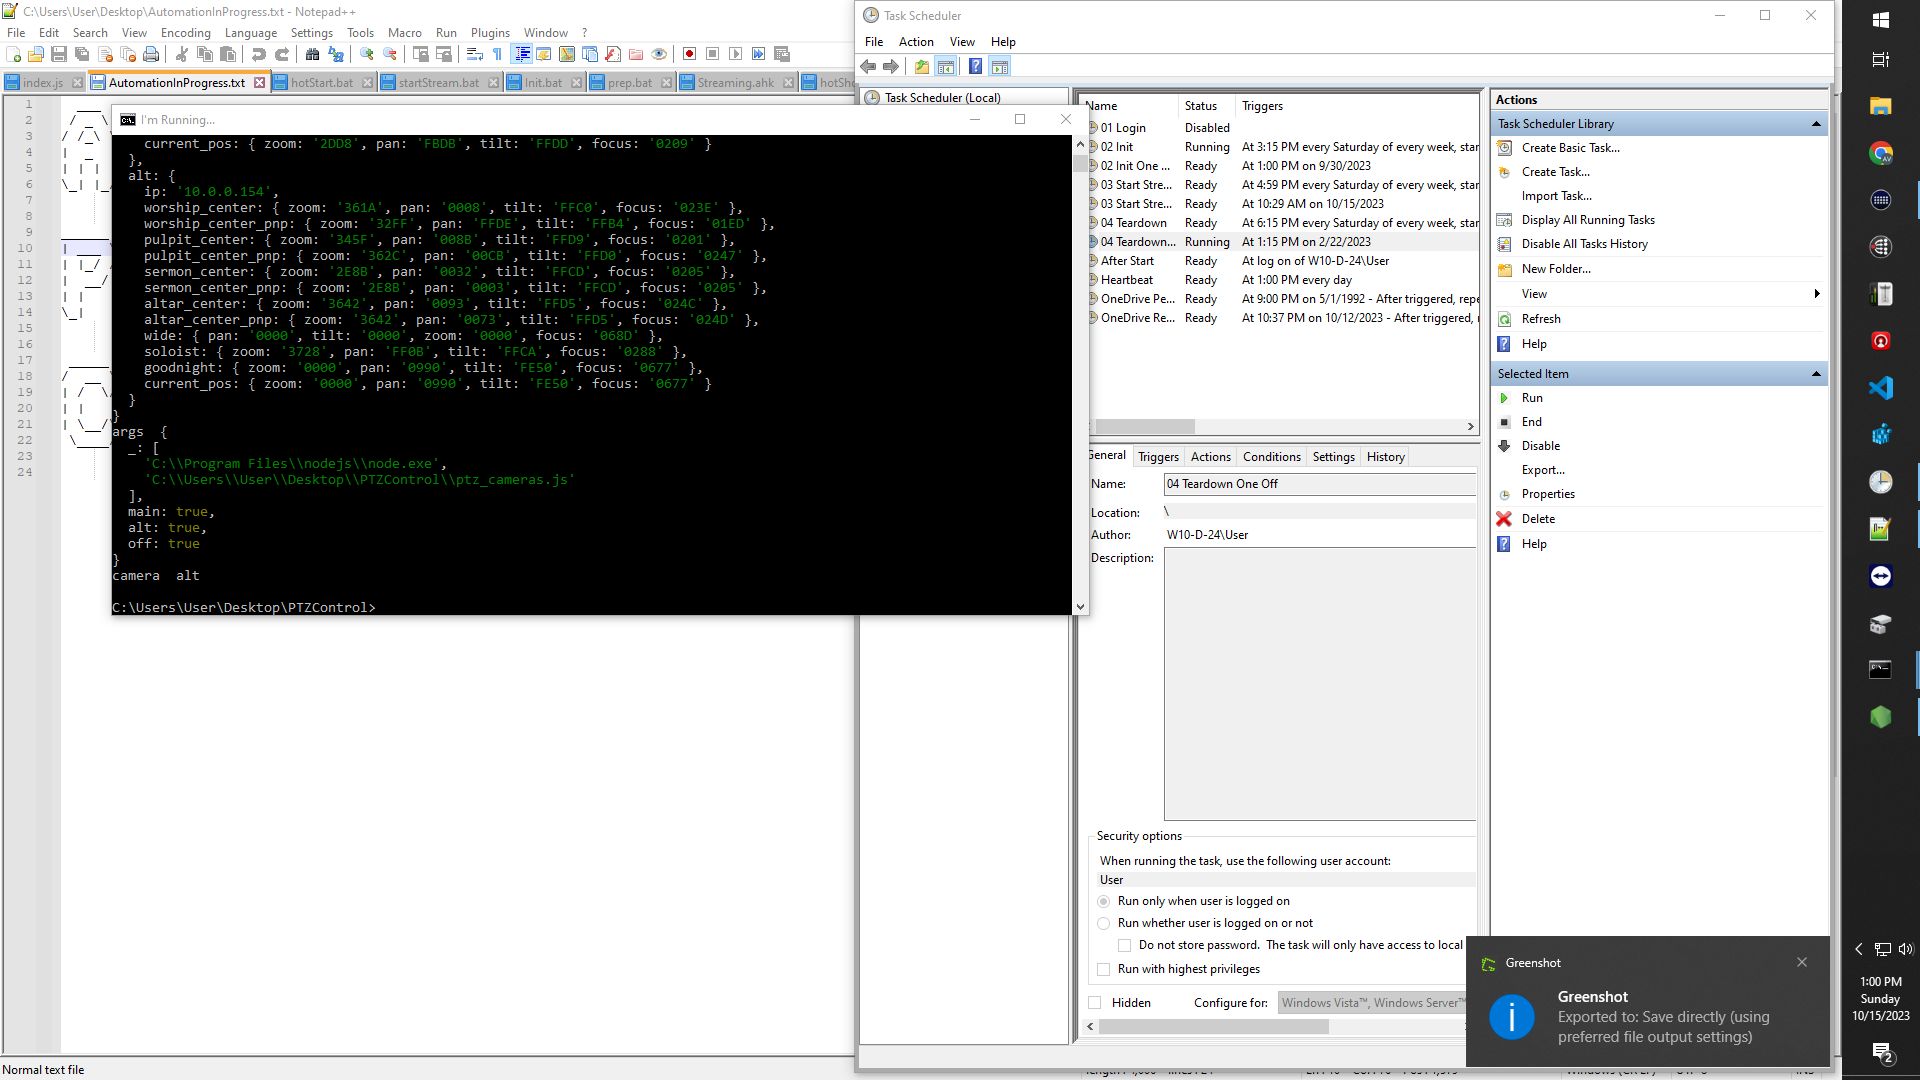 C:\Users\User\Desktop\AutomationInProgress.txt - Notepad++
File Edit Search View Encoding Language Settings Tools Macro Run Plugins Window ?
index.js AutomationInProgress.txt hotStart.bat startStream.bat Init.bat prep.bat Streaming.ahk
1
2
3
4
5
6
7
8
9
10
11
12
13
14
15
16
17
18
19
20
21
22
23
24
Normal text file
I'm Running...
current_pos: { zoom: '2DD8', pan: 'FBDB', tilt: 'FFDD', focus: '0209' }
},
alt: {
ip: '10.0.0.154',
worship_center: { zoom: '361A', pan: '0008', tilt: 'FFC0', focus: '023E' },
worship_center_pnp: { zoom: '32FF', pan: 'FFDE', tilt: 'FFB4', focus: '01ED' },
pulpit_center: { zoom: '345F', pan: '008B', tilt: 'FFD9', focus: '0201' },
pulpit_center_pnp: { zoom: '362C', pan: '00CB', tilt: 'FFD0', focus: '0247' },
sermon_center: { zoom: '2E8B', pan: '0032', tilt: 'FFCD', focus: '0205' },
sermon_center_pnp: { zoom: '2E8B', pan: '0003', tilt: 'FFCD', focus: '0205' },
altar_center: { zoom: '3642', pan: '0093', tilt: 'FFD5', focus: '024C' },
altar_center_pnp: { zoom: '3642', pan: '0073', tilt: 'FFD5', focus: '024D' },
wide: { pan: '0000', tilt: '0000', zoom: '0000', focus: '068D' },
soloist: { zoom: '3728', pan: 'FF0B', tilt: 'FFCA', focus: '0288' },
goodnight: { zoom: '0000', pan: '0990', tilt: 'FE50', focus: '0677' },
current_pos: { zoom: '0000', pan: '0990', tilt: 'FE50', focus: '0677' }
}
}
args {
_: [
'C:\\Program Files\\nodejs\\node.exe',
'C:\\Users\\User\\Desktop\\PTZControl\\ptz_cameras.js'
],
main: true,
alt: true,
off: true
}
camera alt
C:\Users\User\Desktop\PTZControl>
Task Scheduler
File Action View Help
Task Scheduler (Local)
Name Status Triggers
01 Login Disabled
02 Init Running At 3:15 PM every Saturday of every week, star
02 Init One ... Ready At 1:00 PM on 9/30/2023
03 Start Stre... Ready At 4:59 PM every Saturday of every week, star
03 Start Stre... Ready At 10:29 AM on 10/15/2023
04 Teardown Ready At 6:15 PM every Saturday of every week, star
04 Teardown... Running At 1:15 PM on 2/22/2023
After Start Ready At log on of W10-D-24\User
Heartbeat Ready At 1:00 PM every day
OneDrive Pe... Ready At 9:00 PM on 5/1/1992 - After triggered, repe
OneDrive Re... Ready At 10:37 PM on 10/12/2023 - After triggered,
General Triggers Actions Conditions Settings History
Name: 04 Teardown One Off
Location: \
Author: W10-D-24\User
Description:
Security options
When running the task, use the following user account:
User
Run only when user is logged on
Run whether user is logged on or not
Do not store password. The task will only have access to local
Run with highest privileges
Hidden Configure for: Windows Vista™, Windows Server™
Actions
Task Scheduler Library
Create Basic Task...
Create Task...
Import Task...
Display All Running Tasks
Disable All Tasks History
New Folder...
View
Refresh
Help
Selected Item
Run
End
Disable
Export...
Properties
Delete
Help
Greenshot
Greenshot
Exported to: Save directly (using
preferred file output settings)
1:00 PM
Sunday
10/15/2023
2